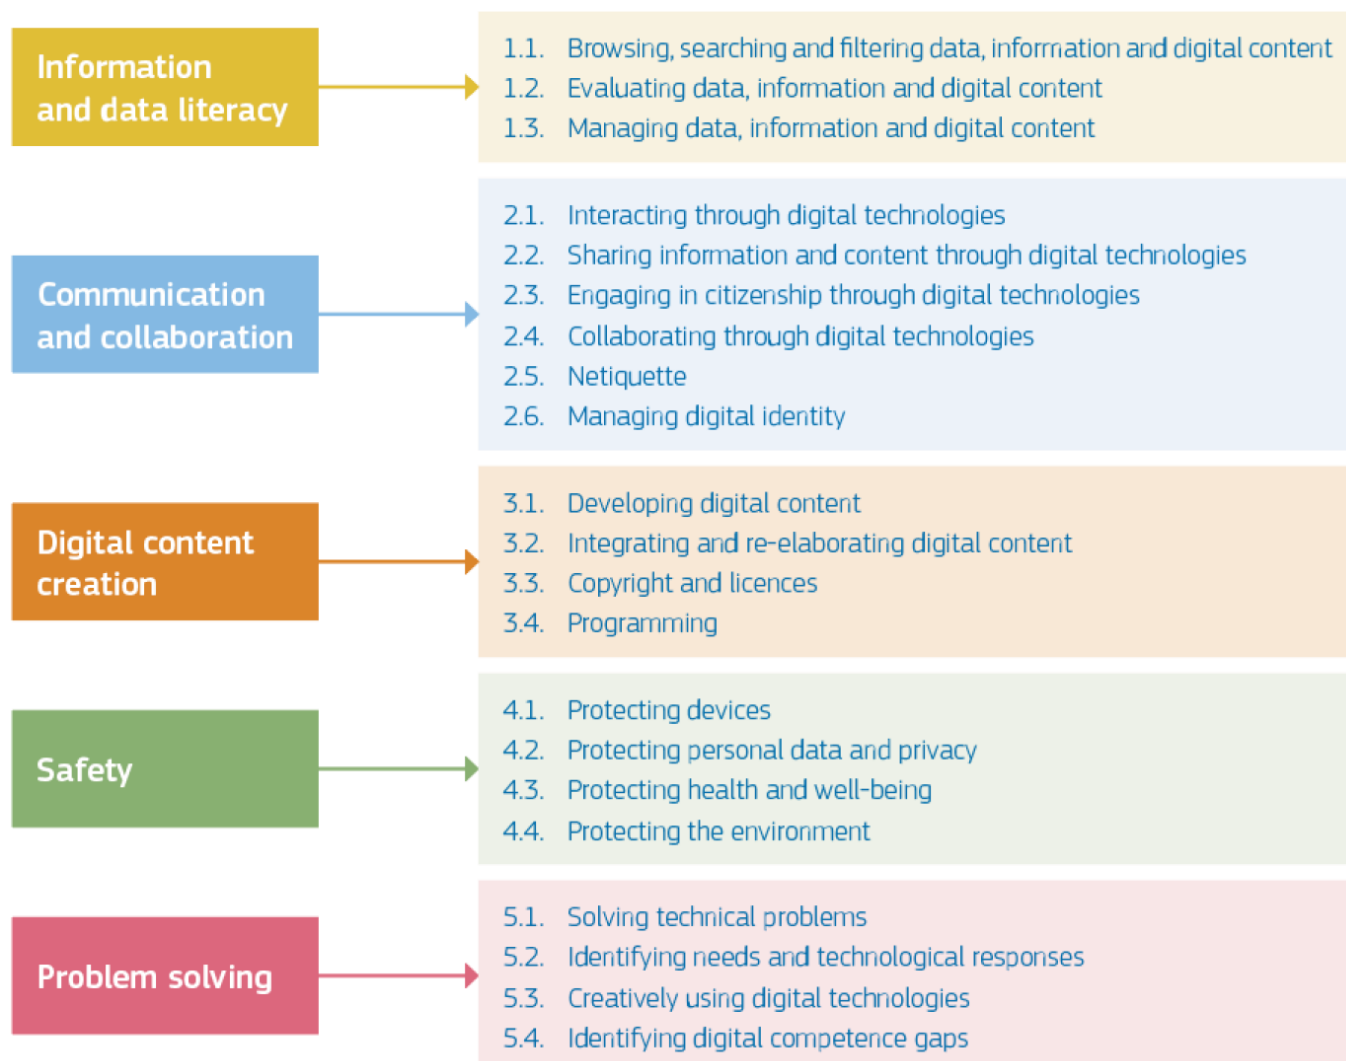 Information
and data literacy
1.1. Browsing, searching and filtering data, information and digital content
1.2. Evaluating data, information and digital content
1.3. Managing data, information and digital content
Communication
and collaboration
2.1. Interacting through digital technologies
2.2. Sharing information and content through digital technologies
2.3. Engaging in citizenship through digital technologies
2.4. Collaborating through digital technologies
2.5. Netiquette
2.6. Managing digital identity
Digital content
creation
3.1. Developing digital content
3.2. Integrating and re-elaborating digital content
3.3. Copyright and licences
3.4. Programming
Safety
4.1. Protecting devices
4.2. Protecting personal data and privacy
4.3. Protecting health and well-being
4.4. Protecting the environment
Problem solving
5.1. Solving technical problems
5.2. Identifying needs and technological responses
5.3. Creatively using digital technologies
5.4. Identifying digital competence gaps